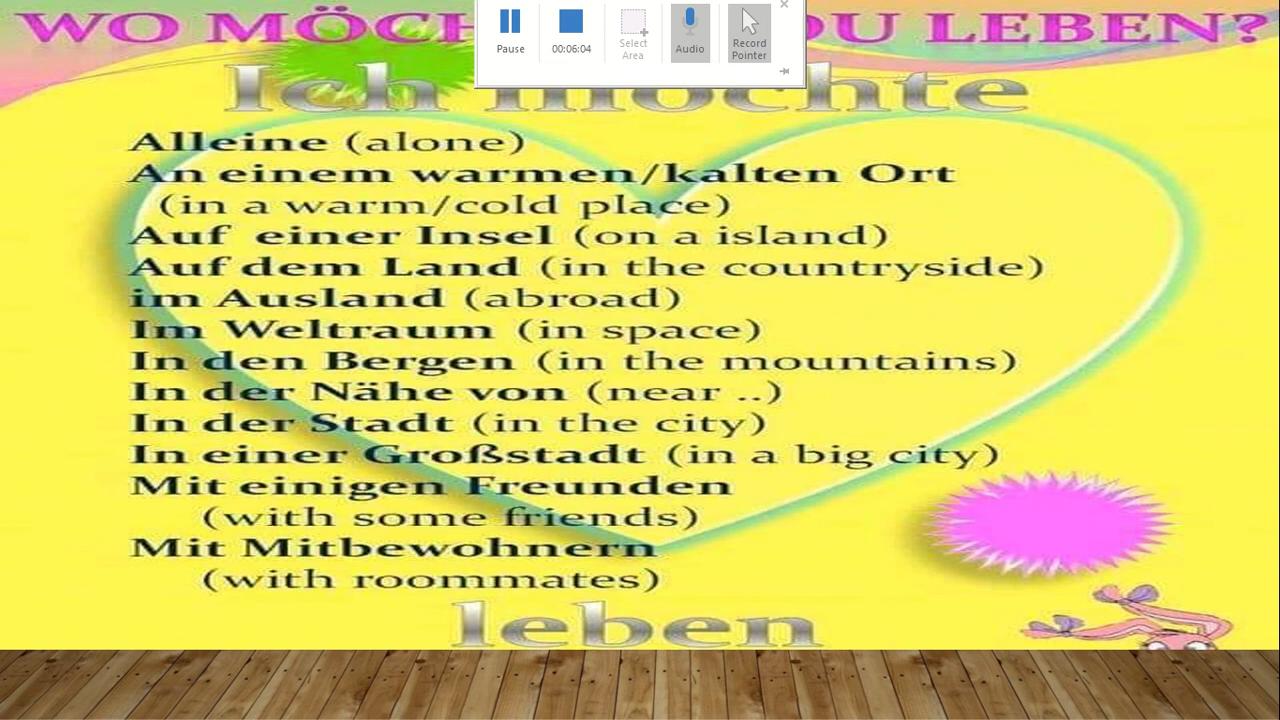 WO MÖCH DU LEBEN?
Pause
00:06:04
Select
Area
Audio
Record
Pointer
Ich möchte
Alleine (alone)
An einem warmen/kalten Ort
(in a warm/cold place)
Auf einer Insel (on a island)
Auf dem Land (in the countryside)
im Ausland (abroad)
Im Weltraum (in space)
In den Bergen (in the mountains)
In der Nähe von (near ..)
In der Stadt (in the city)
In einer Großstadt (in a big city)
Mit einigen Freunden
(with some friends)
Mit Mitbewohnern
(with roommates)
leben